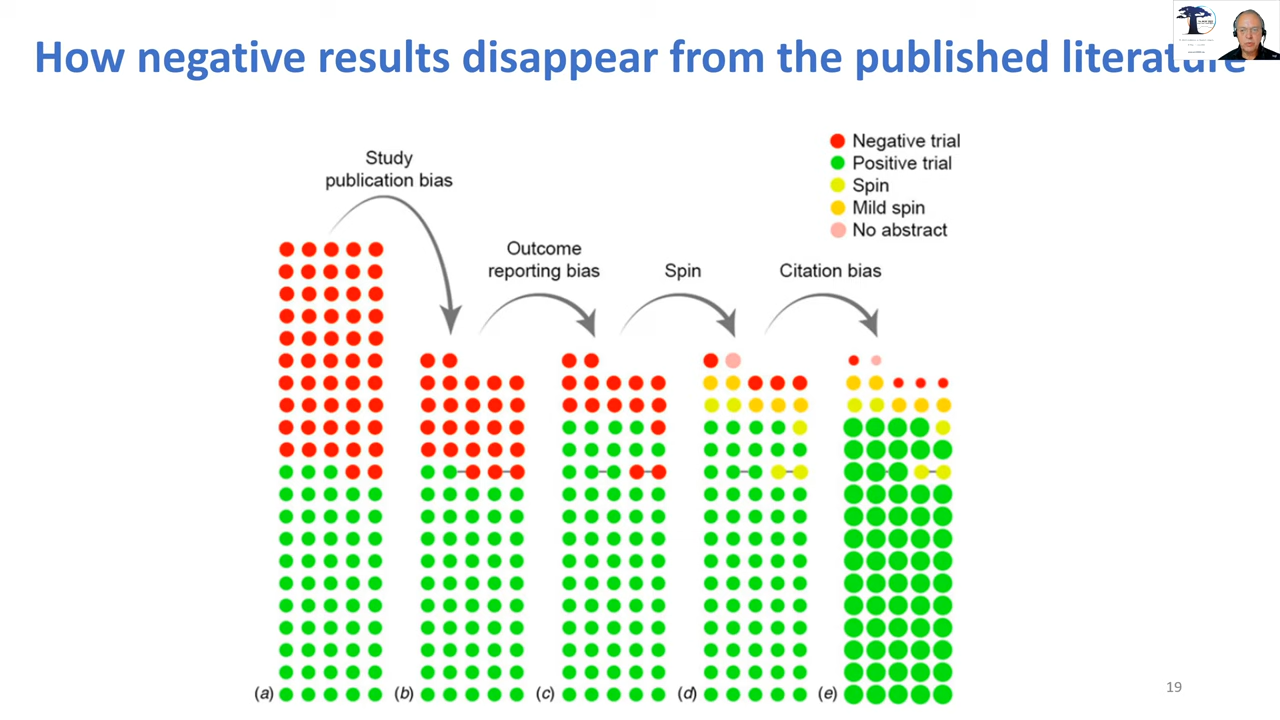 How negative results disappear from the published literature
Study
publication bias
Outcome
reporting bias
Spin
Citation bias
Negative trial
Positive trial
Spin
Mild spin
No abstract
(a)
(b)
(c)
(d)
(e)
19